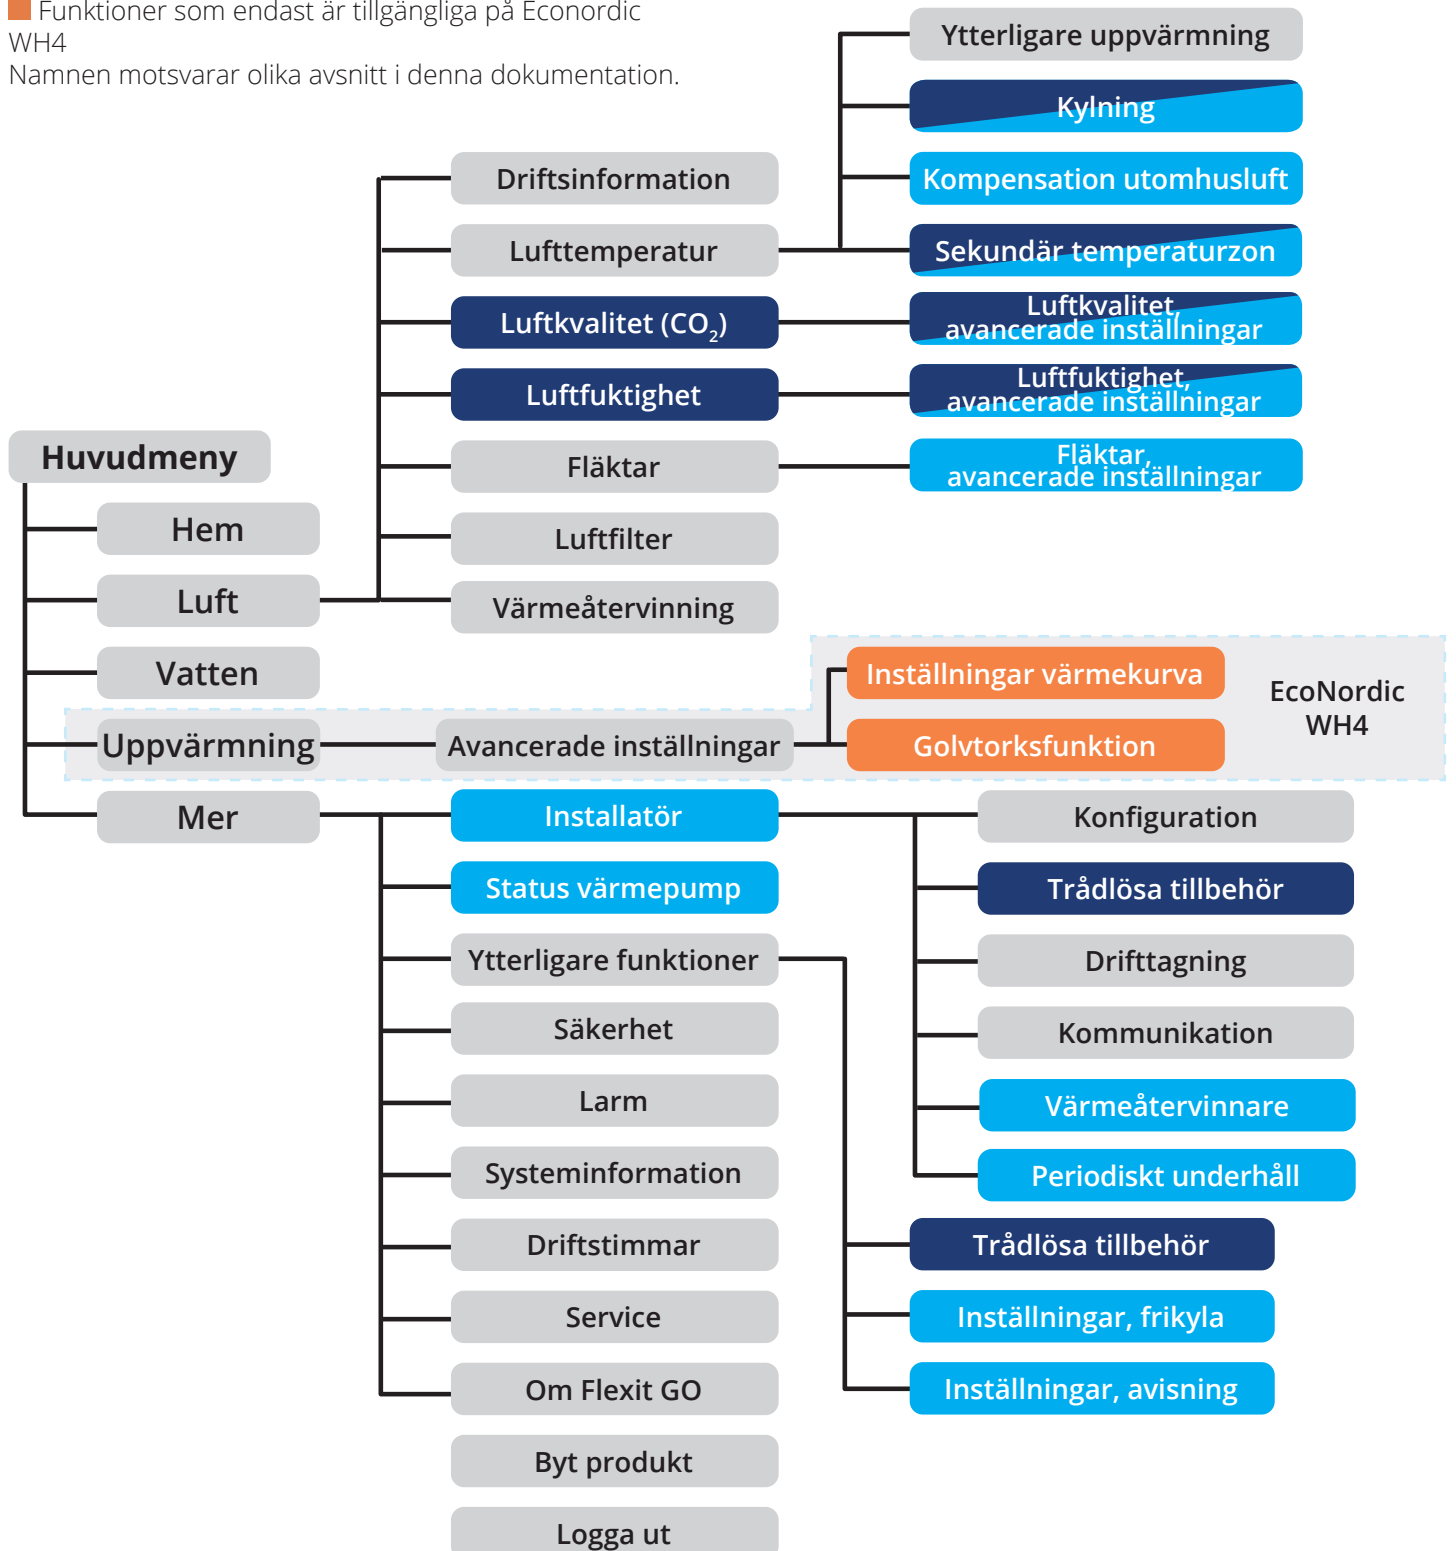 Funktioner som endast är tillgängliga på Econordic
WH4
Namnen motsvarar olika avsnitt i denna dokumentation.
Huvudmeny
Hem
Luft
Vatten
Uppvärmning
Mer
Driftsinformation
Lufttemperatur
Luftkvalitet (CO₂)
Luftfuktighet
Fläktar
Luftfilter
Värmeåtervinning
Ytterligare uppvärmning
Kylning
Kompensation utomhusluft
Sekundär temperaturzon
Luftkvalitet,
avancerade inställningar
Luftfuktighet,
avancerade inställningar
Fläktar,
avancerade inställningar
Avancerade inställningar
Inställningar värmekurva
Golvtorksfunktion
EcoNordic
WH4
Installatör
Status värmepump
Ytterligare funktioner
Säkerhet
Larm
Systeminformation
Driftstimmar
Service
Om Flexit GO
Byt produkt
Logga ut
Konfiguration
Trådlösa tillbehör
Drifttagning
Kommunikation
Värmeåtervinnare
Periodiskt underhåll
Trådlösa tillbehör
Inställningar, frikyla
Inställningar, avisning